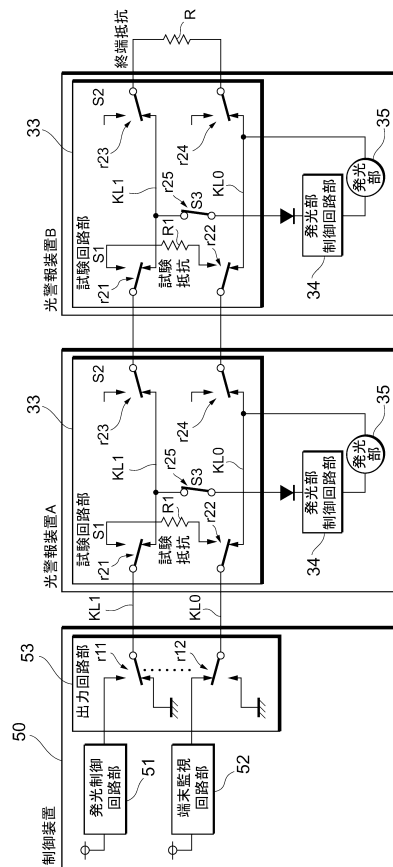 制御装置
50
発光制御
回路部
51
端末監視
回路部
52
53
出力回路部
r11
r12
KL1
KL0
光警報装置A
33
試験回路部
S1
r21
R1
試験
抵抗
r22
KL1
r25
S3
KL0
S2
r23
r24
発光部
制御回路部
34
発光
部
35
光警報装置B
33
試験回路部
S1
r21
R1
試験
抵抗
r22
KL1
r25
S3
KL0
S2
r23
r24
発光部
制御回路部
34
発光
部
35
終端抵抗
R